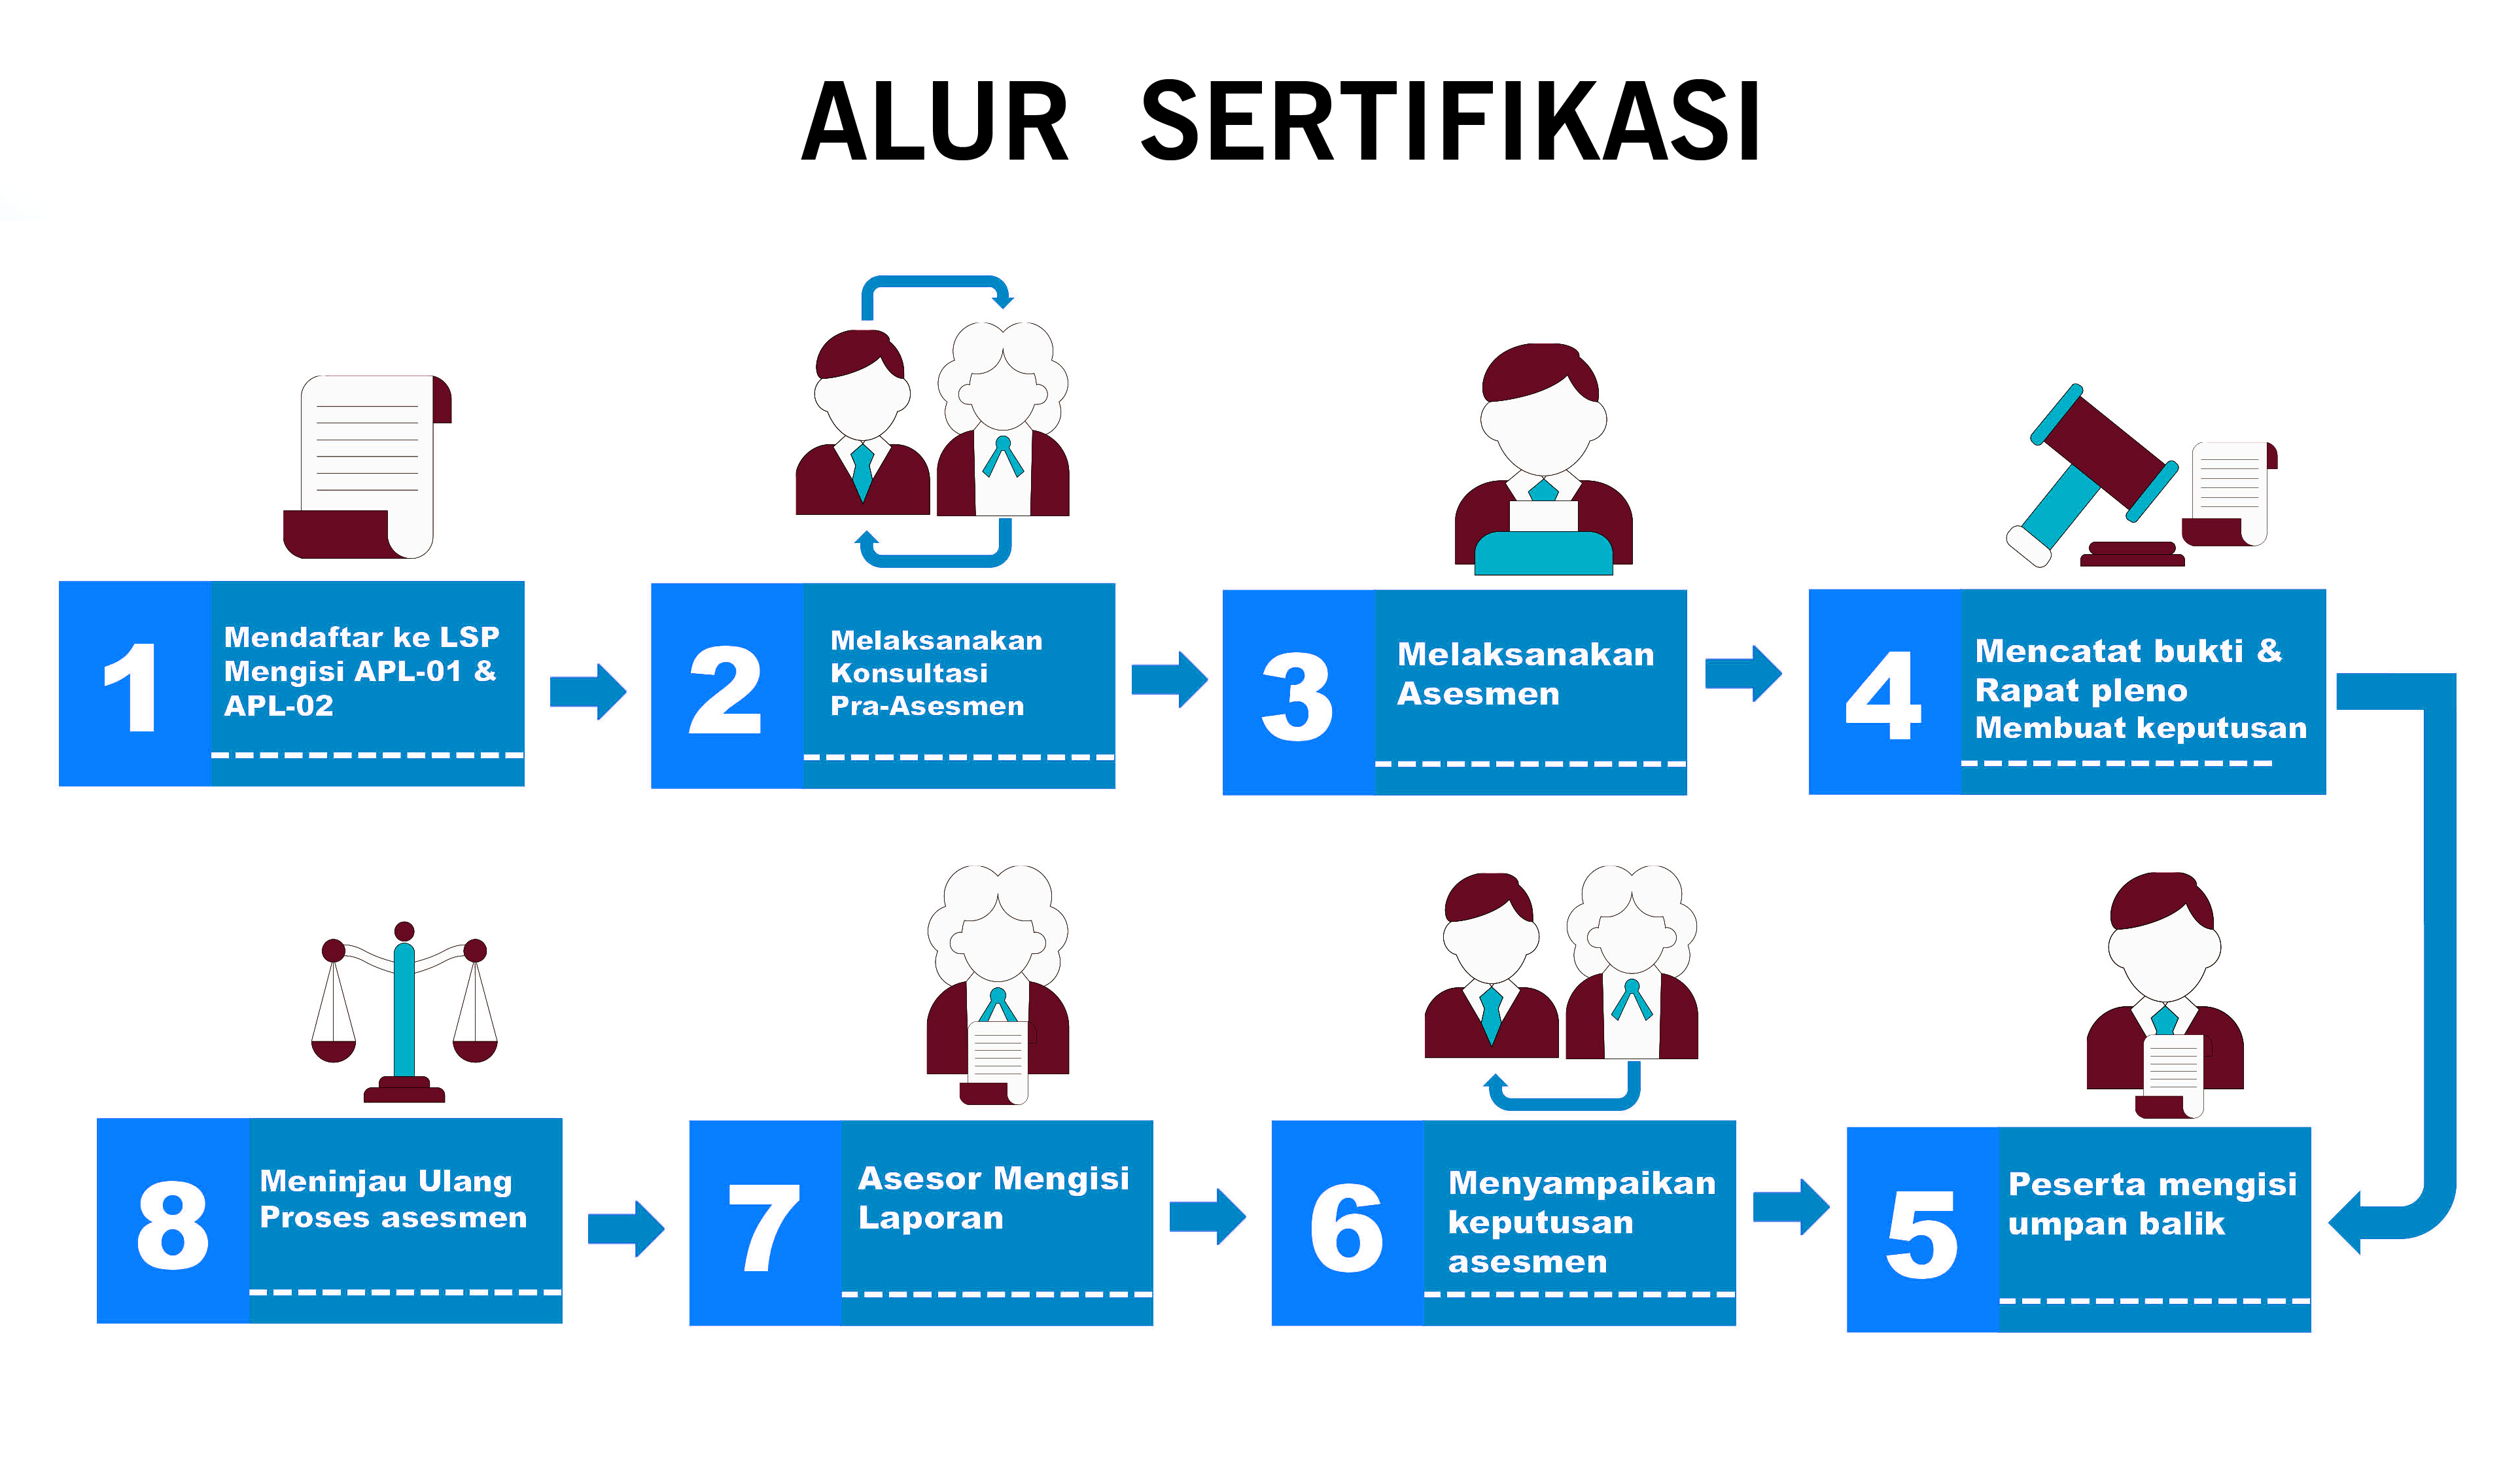 ALUR SERTIFIKASI
1
Mendaftar ke LSP
Mengisi APL-01 &
APL-02
2
Melaksanakan
Konsultasi
Pra-Asesmen
3
Melaksanakan
Asesmen
4
Mencatat bukti &
Rapat pleno
Membuat keputusan
5
Peserta mengisi
umpan balik
6
Menyampaikan
keputusan
asesmen
7
Asesor Mengisi
Laporan
8
Meninjau Ulang
Proses asesmen